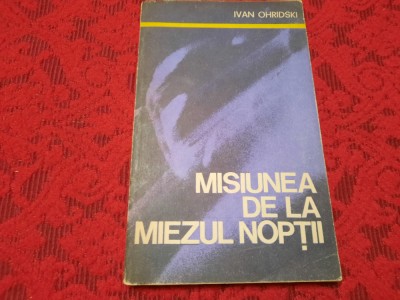 IVAN OHRIDSKI
MISIUNEA
DE LA
MIEZUL NOPȚII